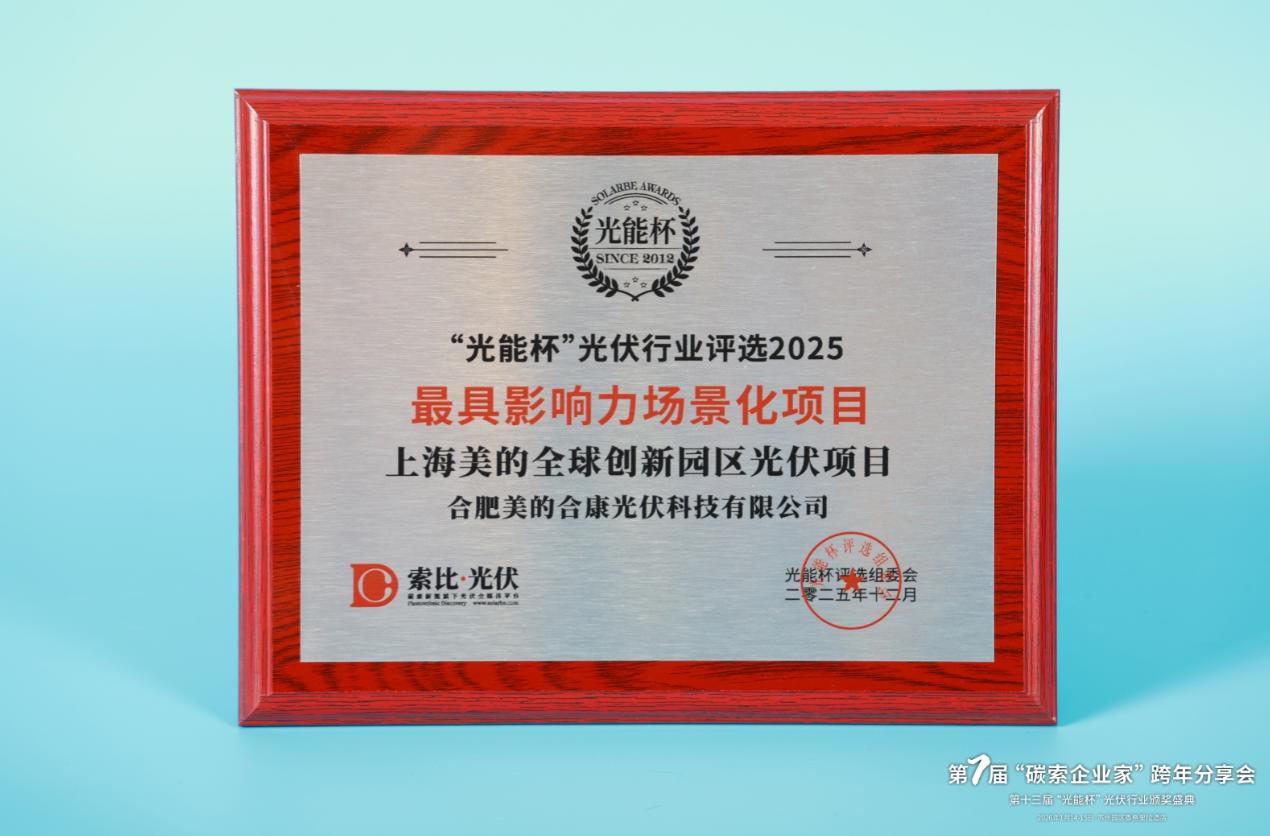 SOLARBE AWARDS
光能杯
SINCE 2012
“光能杯”光伏行业评选2025
最具影响力场景化项目
上海美的全球创新园区光伏项目
合肥美的合康光伏科技有限公司
索比·光伏
Photovoltaic Discovery www.solarbe.com
光能杯评选组委会
二零二五年十二月
第7届“碳索企业家”跨年分享会
第十三届“光能杯”光伏行业颁奖盛典